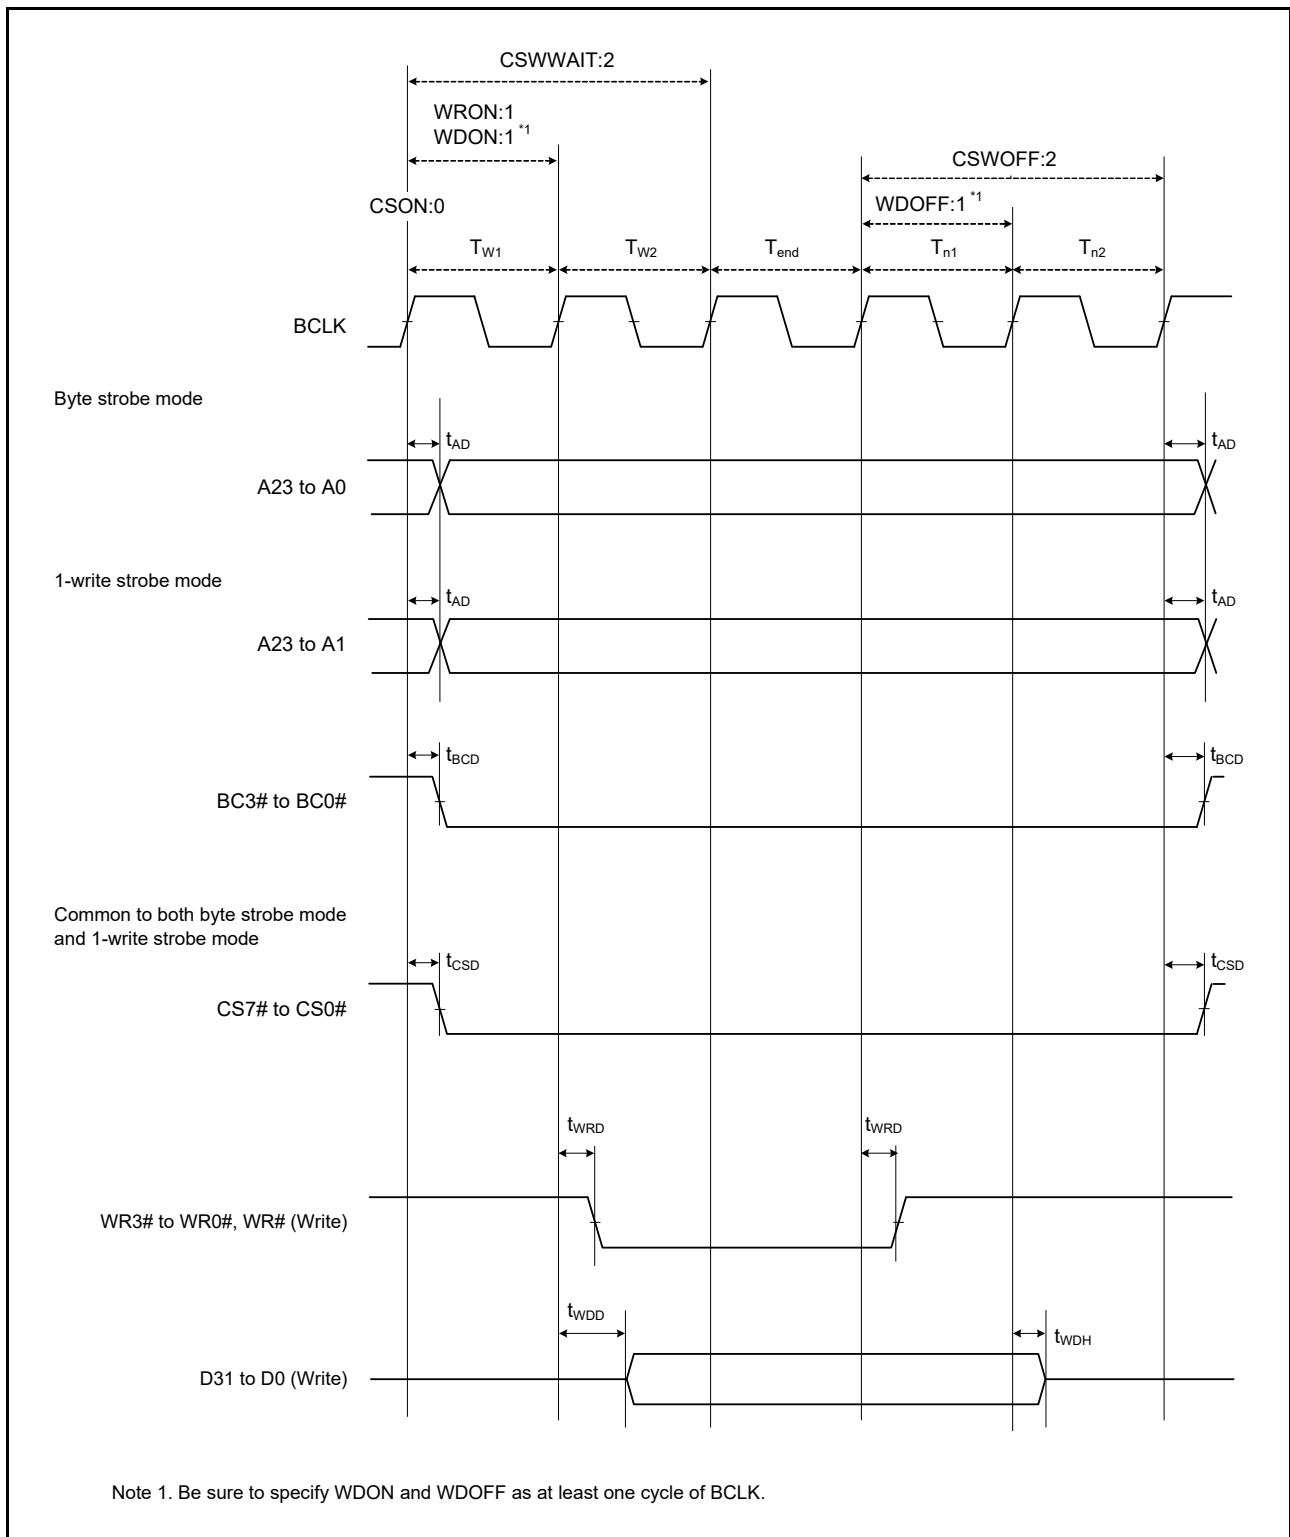 CSWWAIT:2
WRON:1
WDON:1 *1
CSWOFF:2
CSON:0
WDOFF:1 *1
TW1 TW2 Tend Tn1 Tn2
BCLK
Byte strobe mode
tAD tAD
A23 to A0
1-write strobe mode
tAD tAD
A23 to A1
tBCD tBCD
BC3# to BC0#
Common to both byte strobe mode
and 1-write strobe mode
tCSD tCSD
CS7# to CS0#
tWRD tWRD
WR3# to WR0#, WR# (Write)
tWDD tWDH
D31 to D0 (Write)
Note 1. Be sure to specify WDON and WDOFF as at least one cycle of BCLK.